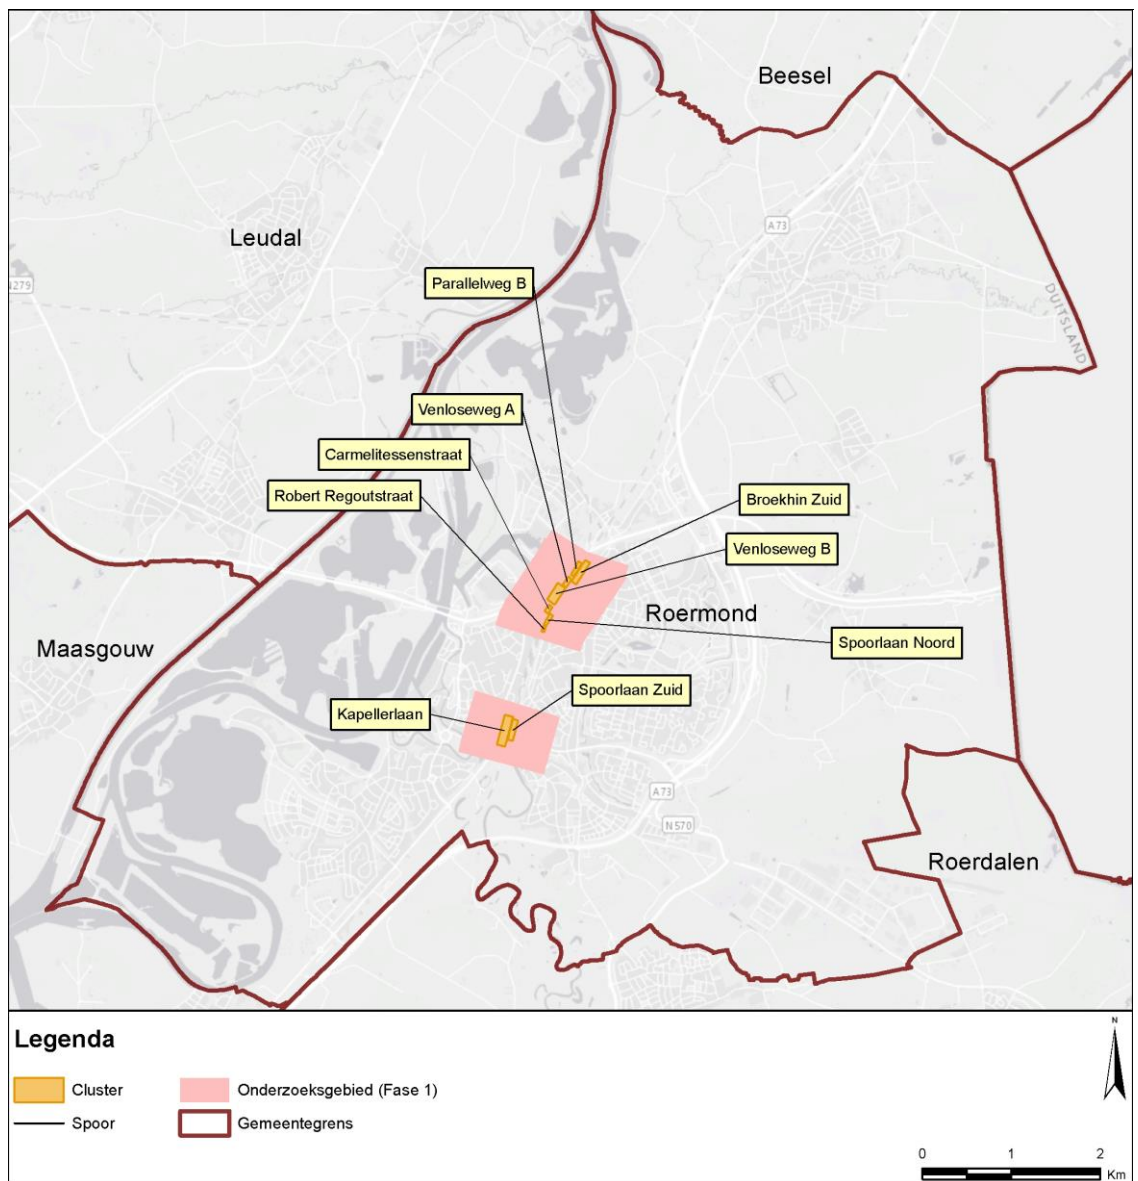 Beesel
A73
Leudal
N279
Parallelweg B
DUITSLAND
Venloseweg A
Carmelitessenstraat
Robert Regoutstraat
Broekhin Zuid
Venloseweg B
Roermond
Spoorlaan Noord
Maasgouw
Spoorlaan Zuid
Kapellerlaan
A73
N570
Roerdalen
Legenda
N
Cluster
Onderzoeksgebied (Fase 1)
Spoor
Gemeentegrens
0 1 2
Km